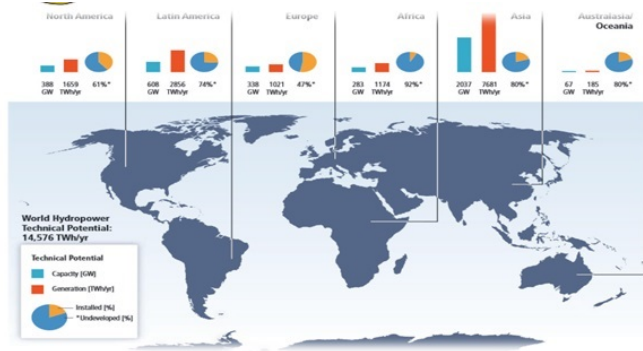 North America
Latin America
Europe
Africa
Asia
Australasia/
Oceania
388
GW
1659
TWh/yr
61%*
608
GW
2856
TWh/yr
74%*
338
GW
1021
TWh/yr
47%*
283
GW
1174
TWh/yr
92%*
2037
GW
7681
TWh/yr
80%*
67
GW
185
TWh/yr
80%*
World Hydropower
Technical Potential:
14,576 TWh/yr
Technical Potential
Capacity [GW]
Generation [TWh/yr]
Installed [%]
*Undeveloped [%]